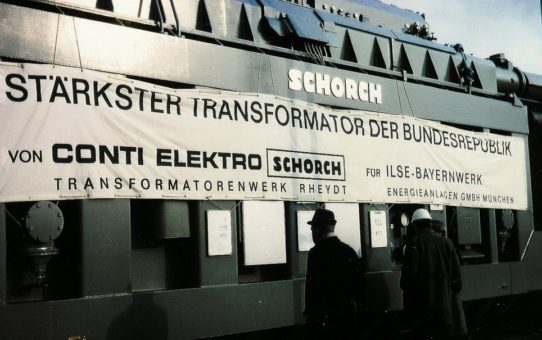 SCHORCH
STÄRKSTER TRANSFORMATOR DER BUNDESREPUBLIK
VON CONTI ELEKTRO SCHORCH FÜR ILSE-BAYERNWERK
TRANSFORMATORENWERK RHEYDT ENERGIEANLAGEN GMBH MÜNCHEN